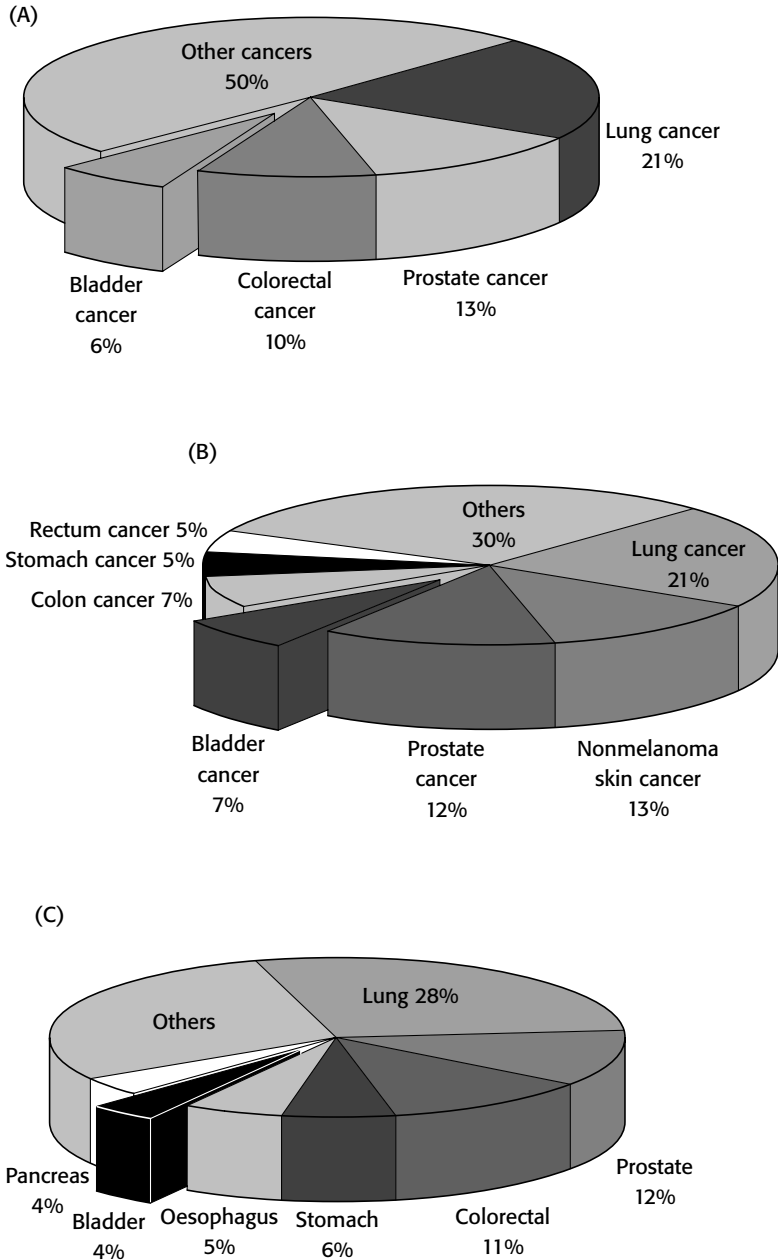 (A)
Other cancers
50%
Lung cancer
21%
Prostate cancer
13%
Colorectal
cancer
10%
Bladder
cancer
6%
(B)
Others
30%
Lung cancer
21%
Rectum cancer 5%
Stomach cancer 5%
Colon cancer 7%
Bladder
cancer
7%
Prostate
cancer
12%
Nonmelanoma
skin cancer
13%
(C)
Lung 28%
Others
Pancreas
4%
Bladder
4%
Oesophagus
5%
Stomach
6%
Colorectal
11%
Prostate
12%